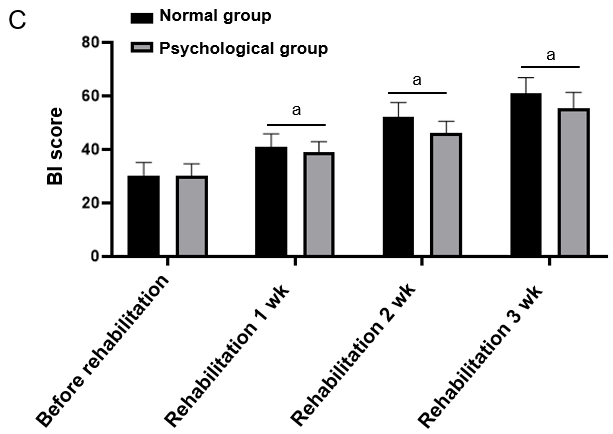 C
Normal group
Psychological group
BI score
80
60
40
20
0
a
a
a
Before rehabilitation
Rehabilitation 1 wk
Rehabilitation 2 wk
Rehabilitation 3 wk